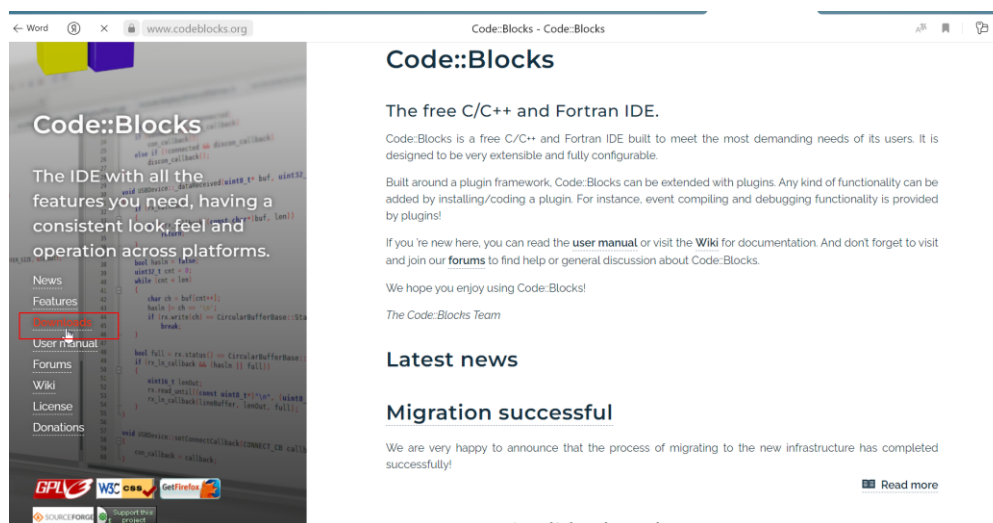 ← Word
www.codeblocks.org
Code::Blocks - Code::Blocks
Code::Blocks
The IDE with all the
features you need, having a
consistent look, feel and
operation across platforms.
News
Features
Downloads
User manual
Forums
Wiki
License
Donations
GPLV3
W3C css
GetFirefox
SOURCEFORGE
Support this
project
Code::Blocks
The free C/C++ and Fortran IDE.
Code::Blocks is a free C/C++ and Fortran IDE built to meet the most demanding needs of its users. It is
designed to be very extensible and fully configurable.
Built around a plugin framework, Code::Blocks can be extended with plugins. Any kind of functionality can be
added by installing/coding a plugin. For instance, event compiling and debugging functionality is provided
by plugins!
If you 're new here, you can read the user manual or visit the Wiki for documentation. And don't forget to visit
and join our forums to find help or general discussion about Code::Blocks.
We hope you enjoy using Code::Blocks!
The Code::Blocks Team
Latest news
Migration successful
We are very happy to announce that the process of migrating to the new infrastructure has completed
successfully!
Read more